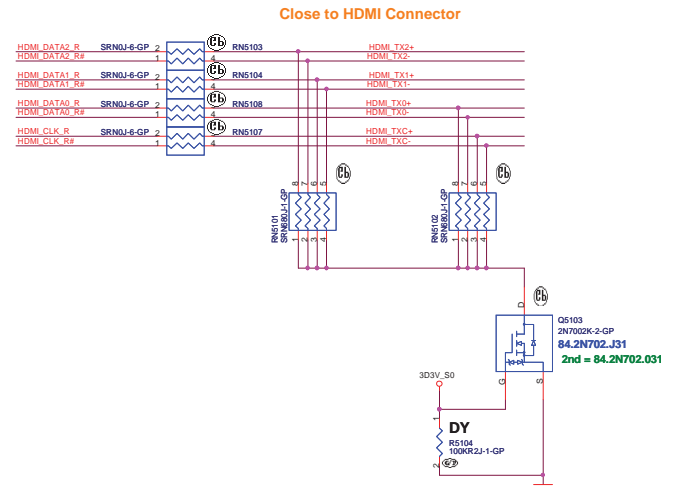 Close to HDMI Connector
HDMI_DATA2_R SRN0J-6-GP 2 RN5103 HDMI_TX2+
HDMI_DATA2_R# 1 4 HDMI_TX2-
HDMI_DATA1_R SRN0J-6-GP 2 RN5104 HDMI_TX1+
HDMI_DATA1_R# 1 4 HDMI_TX1-
HDMI_DATA0_R SRN0J-6-GP 2 RN5108 HDMI_TX0+
HDMI_DATA0_R# 1 4 HDMI_TX0-
HDMI_CLK_R SRN0J-6-GP 2 RN5107 HDMI_TXC+
HDMI_CLK_R# 1 4 HDMI_TXC-
8 7 6 5 8 7 6 5
RN5101
SRN680J-1-GP
RN5102
SRN680J-1-GP
1 2 3 4 1 2 3 4
D
Q5103
2N7002K-2-GP
84.2N702.J31
2nd = 84.2N702.031
3D3V_S0
G S
1
DY
R5104
100KR2J-1-GP
2